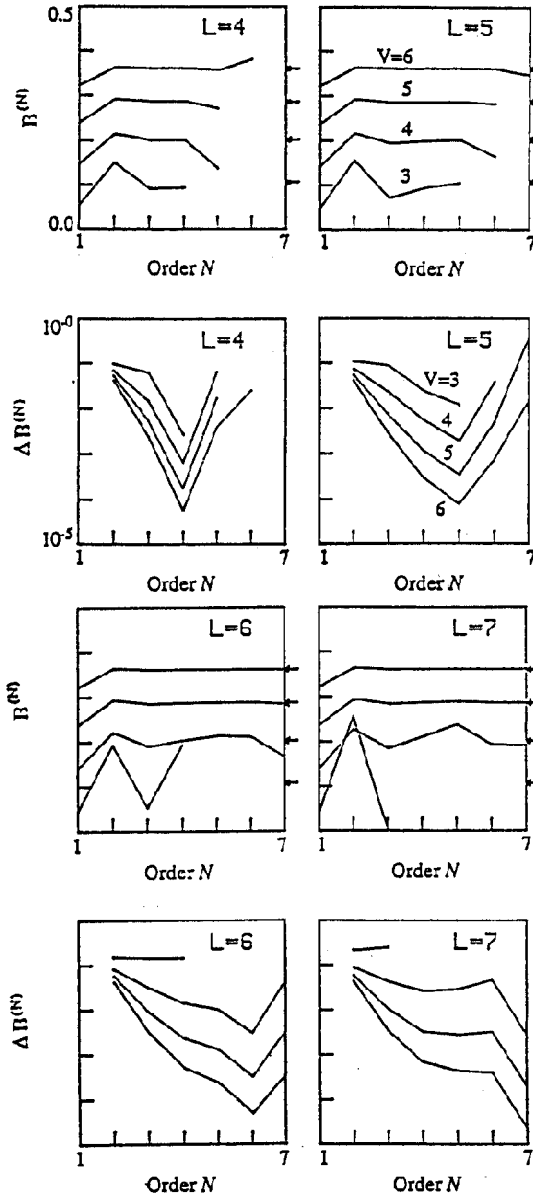 0.5
L=4
L=5
V=6
5
4
3
B(N)
0.0
1
7
1
7
Order N
Order N
10-0
L=4
L=5
V=3
4
5
6
ΔB(N)
10-5
1
7
1
7
Order N
Order N
L=6
L=7
B(N)
1
7
1
7
Order N
Order N
L=6
L=7
ΔB(N)
1
7
1
7
Order N
Order N